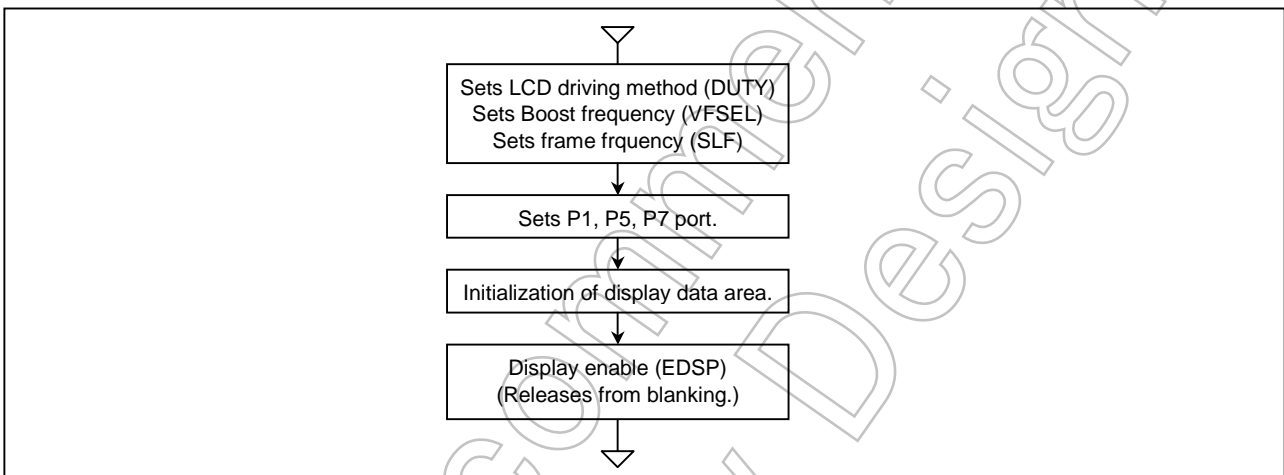 Sets LCD driving method (DUTY)
Sets Boost frequency (VFSEL)
Sets frame frquency (SLF)
Sets P1, P5, P7 port.
Initialization of display data area.
Display enable (EDSP)
(Releases from blanking.)
Design